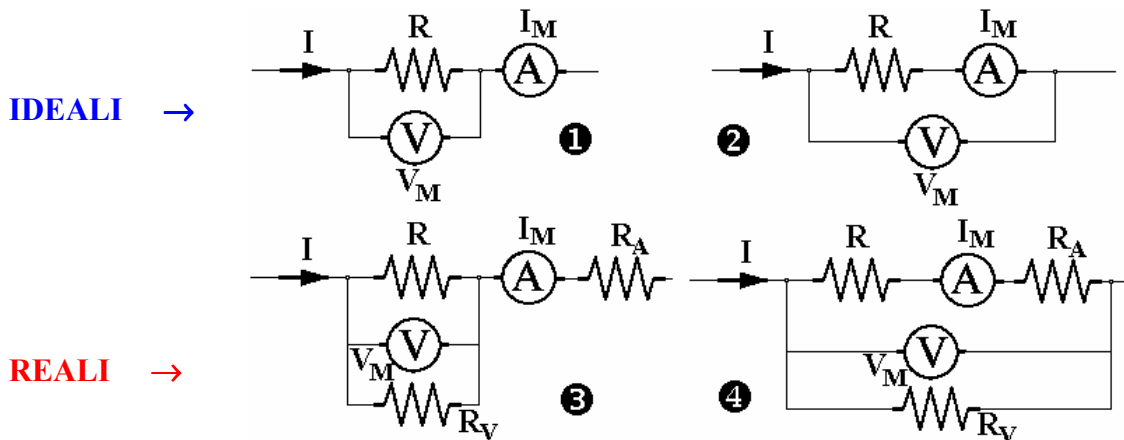 I R I_M
A
V
V_M
❶
I R I_M
A
V
V_M
❷
IDEALI →
I R I_M R_A
A
V
V_M
R_V
❸
I R I_M R_A
A
V
V_M
R_V
❹
REALI →